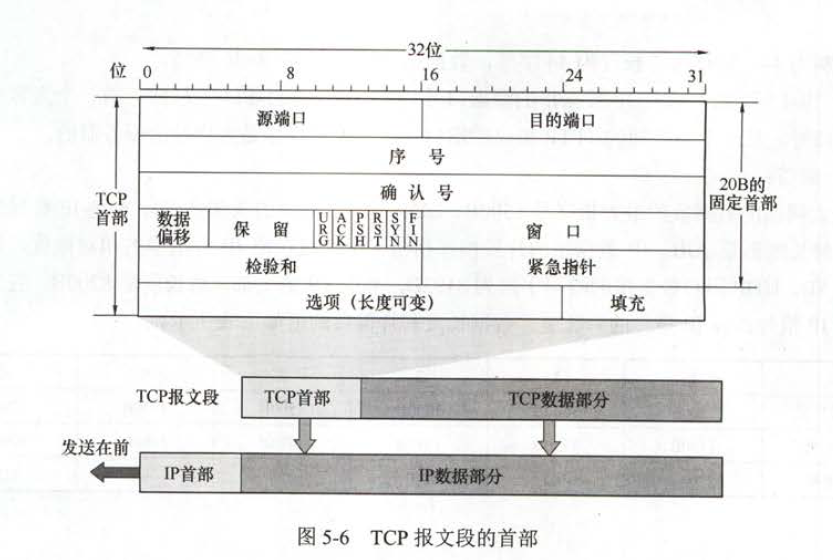 32位
位 0 8 16 24 31
源端口 目的端口
序 号
TCP首部
确 认 号
20B的固定首部
数据偏移 保 留 URG ACK PSH RST SYN FIN 窗 口
检验和 紧急指针
选项（长度可变） 填充
TCP报文段 TCP首部 TCP数据部分
发送在前
IP首部 IP数据部分
图 5-6 TCP 报文段的首部